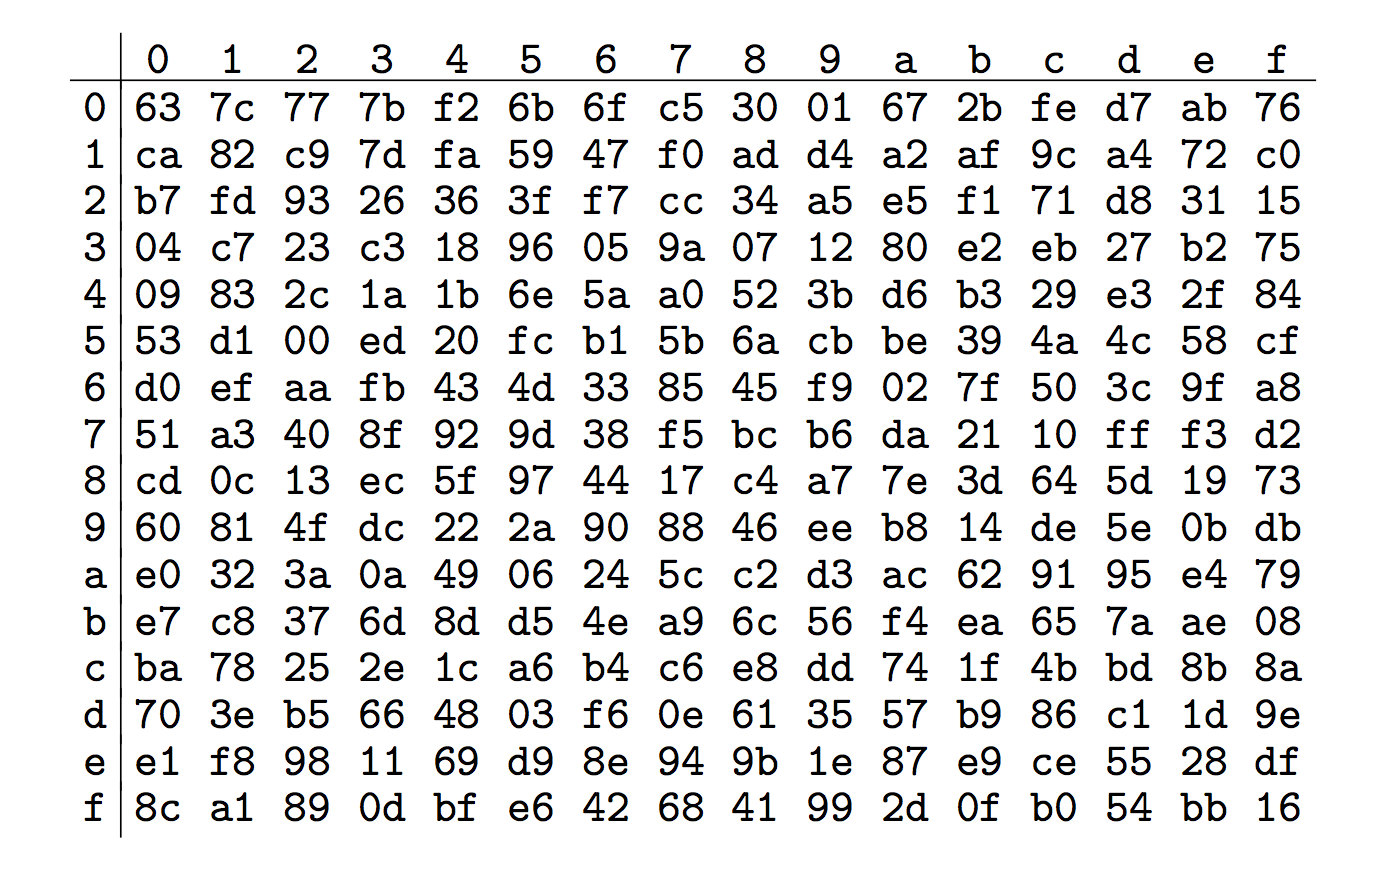 0 1 2 3 4 5 6 7 8 9 a b c d e f
0 63 7c 77 7b f2 6b 6f c5 30 01 67 2b fe d7 ab 76
1 ca 82 c9 7d fa 59 47 f0 ad d4 a2 af 9c a4 72 c0
2 b7 fd 93 26 36 3f f7 cc 34 a5 e5 f1 71 d8 31 15
3 04 c7 23 c3 18 96 05 9a 07 12 80 e2 eb 27 b2 75
4 09 83 2c 1a 1b 6e 5a a0 52 3b d6 b3 29 e3 2f 84
5 53 d1 00 ed 20 fc b1 5b 6a cb be 39 4a 4c 58 cf
6 d0 ef aa fb 43 4d 33 85 45 f9 02 7f 50 3c 9f a8
7 51 a3 40 8f 92 9d 38 f5 bc b6 da 21 10 ff f3 d2
8 cd 0c 13 ec 5f 97 44 17 c4 a7 7e 3d 64 5d 19 73
9 60 81 4f dc 22 2a 90 88 46 ee b8 14 de 5e 0b db
a e0 32 3a 0a 49 06 24 5c c2 d3 ac 62 91 95 e4 79
b e7 c8 37 6d 8d d5 4e a9 6c 56 f4 ea 65 7a ae 08
c ba 78 25 2e 1c a6 b4 c6 e8 dd 74 1f 4b bd 8b 8a
d 70 3e b5 66 48 03 f6 0e 61 35 57 b9 86 c1 1d 9e
e e1 f8 98 11 69 d9 8e 94 9b 1e 87 e9 ce 55 28 df
f 8c a1 89 0d bf e6 42 68 41 99 2d 0f b0 54 bb 16